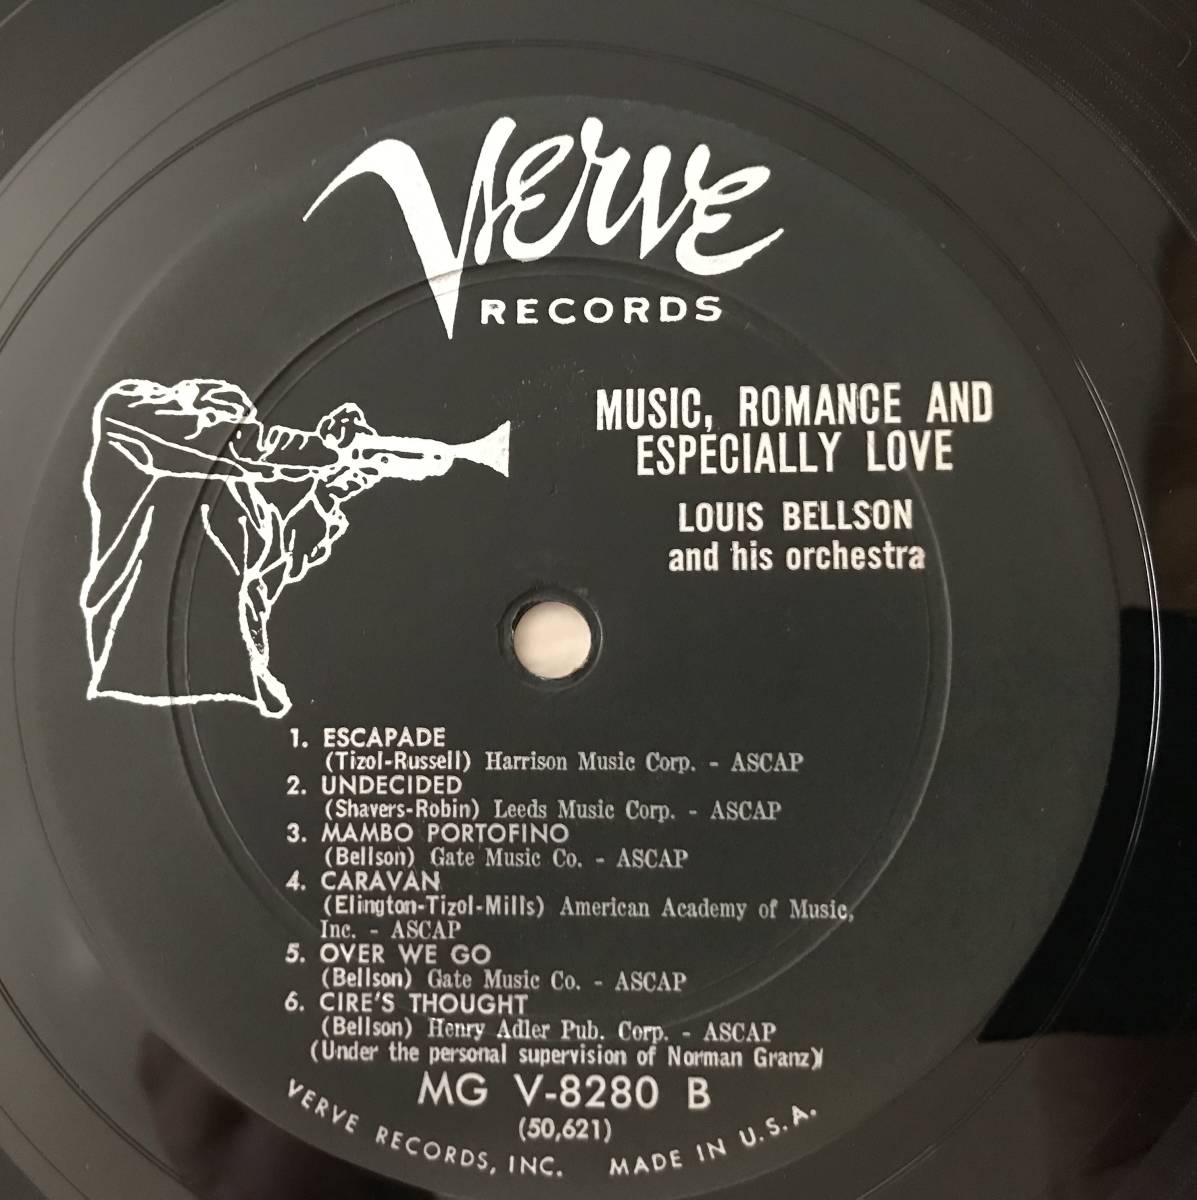 Verve
RECORDS
MUSIC, ROMANCE AND
ESPECIALLY LOVE
LOUIS BELLSON
and his orchestra
1. ESCAPADE
(Tizol-Russell) Harrison Music Corp. - ASCAP
2. UNDECIDED
(Shavers-Robin) Leeds Music Corp. - ASCAP
3. MAMBO PORTOFINO
(Bellson) Gate Music Co. - ASCAP
4. CARAVAN
(Elington-Tizol-Mills) American Academy of Music,
Inc. - ASCAP
5. OVER WE GO
(Bellson) Gate Music Co. - ASCAP
6. CIRE'S THOUGHT
(Bellson) Henry Adler Pub. Corp. - ASCAP
(Under the personal supervision of Norman Granz)
MG V-8280 B
(50,621)
VERVE RECORDS, INC. MADE IN U.S.A.